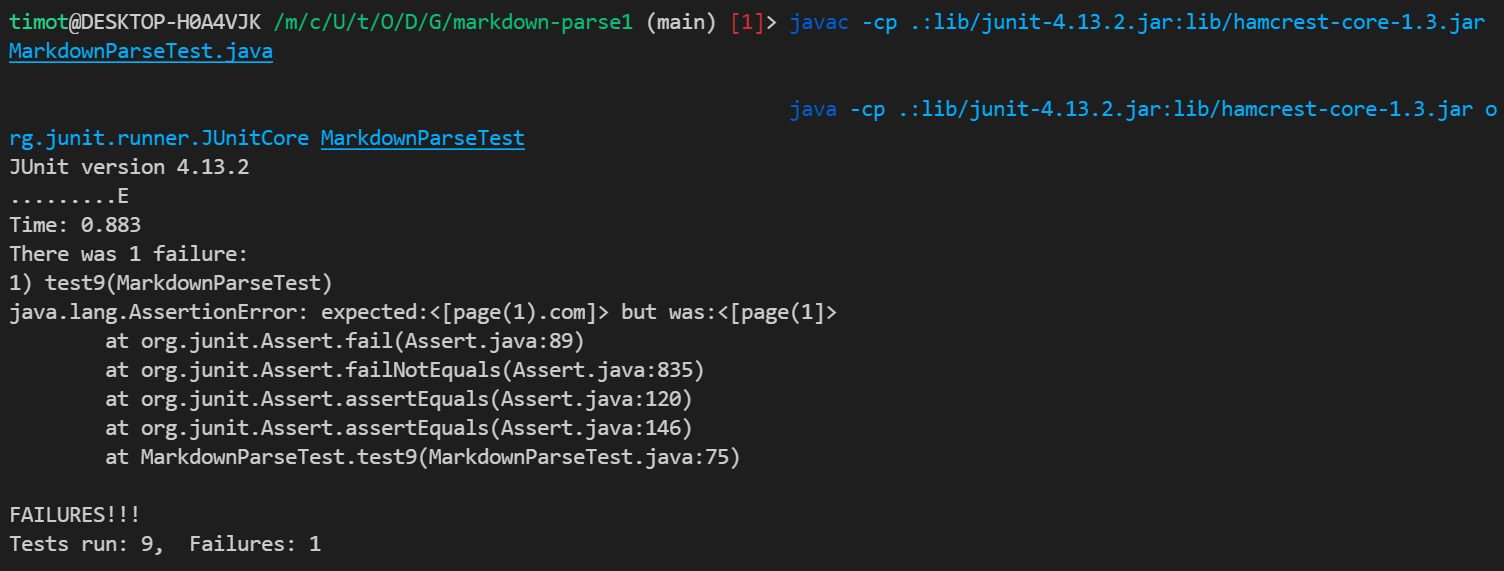 timot@DESKTOP-H0A4VJK /m/c/U/t/O/D/G/markdown-parse1 (main) [1]> javac -cp .:lib/junit-4.13.2.jar:lib/hamcrest-core-1.3.jar
MarkdownParseTest.java
java -cp .:lib/junit-4.13.2.jar:lib/hamcrest-core-1.3.jar o
rg.junit.runner.JUnitCore MarkdownParseTest
JUnit version 4.13.2
.........E
Time: 0.883
There was 1 failure:
1) test9(MarkdownParseTest)
java.lang.AssertionError: expected:<[page(1).com]> but was:<[page(1]>
        at org.junit.Assert.fail(Assert.java:89)
        at org.junit.Assert.failNotEquals(Assert.java:835)
        at org.junit.Assert.assertEquals(Assert.java:120)
        at org.junit.Assert.assertEquals(Assert.java:146)
        at MarkdownParseTest.test9(MarkdownParseTest.java:75)
FAILURES!!!
Tests run: 9,  Failures: 1